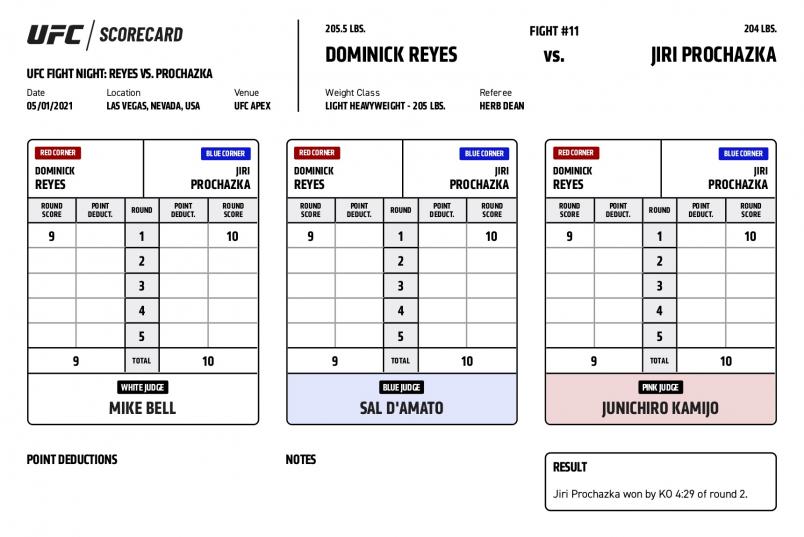 UFC / SCORECARD
UFC FIGHT NIGHT: REYES VS. PROCHAZKA
Date Location Venue
05/01/2021 LAS VEGAS, NEVADA, USA UFC APEX
205.5 LBS. FIGHT #11 204 LBS.
DOMINICK REYES vs. JIRI PROCHAZKA
Weight Class Referee
LIGHT HEAVYWEIGHT - 205 LBS. HERB DEAN
RED CORNER BLUE CORNER
DOMINICK JIRI
REYES PROCHAZKA
ROUND SCORE POINT DEDUCT. ROUND POINT DEDUCT. ROUND SCORE
9 1 10
2
3
4
5
9 TOTAL 10
WHITE JUDGE
MIKE BELL
RED CORNER BLUE CORNER
DOMINICK JIRI
REYES PROCHAZKA
ROUND SCORE POINT DEDUCT. ROUND POINT DEDUCT. ROUND SCORE
9 1 10
2
3
4
5
9 TOTAL 10
BLUE JUDGE
SAL D'AMATO
RED CORNER BLUE CORNER
DOMINICK JIRI
REYES PROCHAZKA
ROUND SCORE POINT DEDUCT. ROUND POINT DEDUCT. ROUND SCORE
9 1 10
2
3
4
5
9 TOTAL 10
PINK JUDGE
JUNICHIRO KAMIJO
POINT DEDUCTIONS
NOTES
RESULT
Jiri Prochazka won by KO 4:29 of round 2.